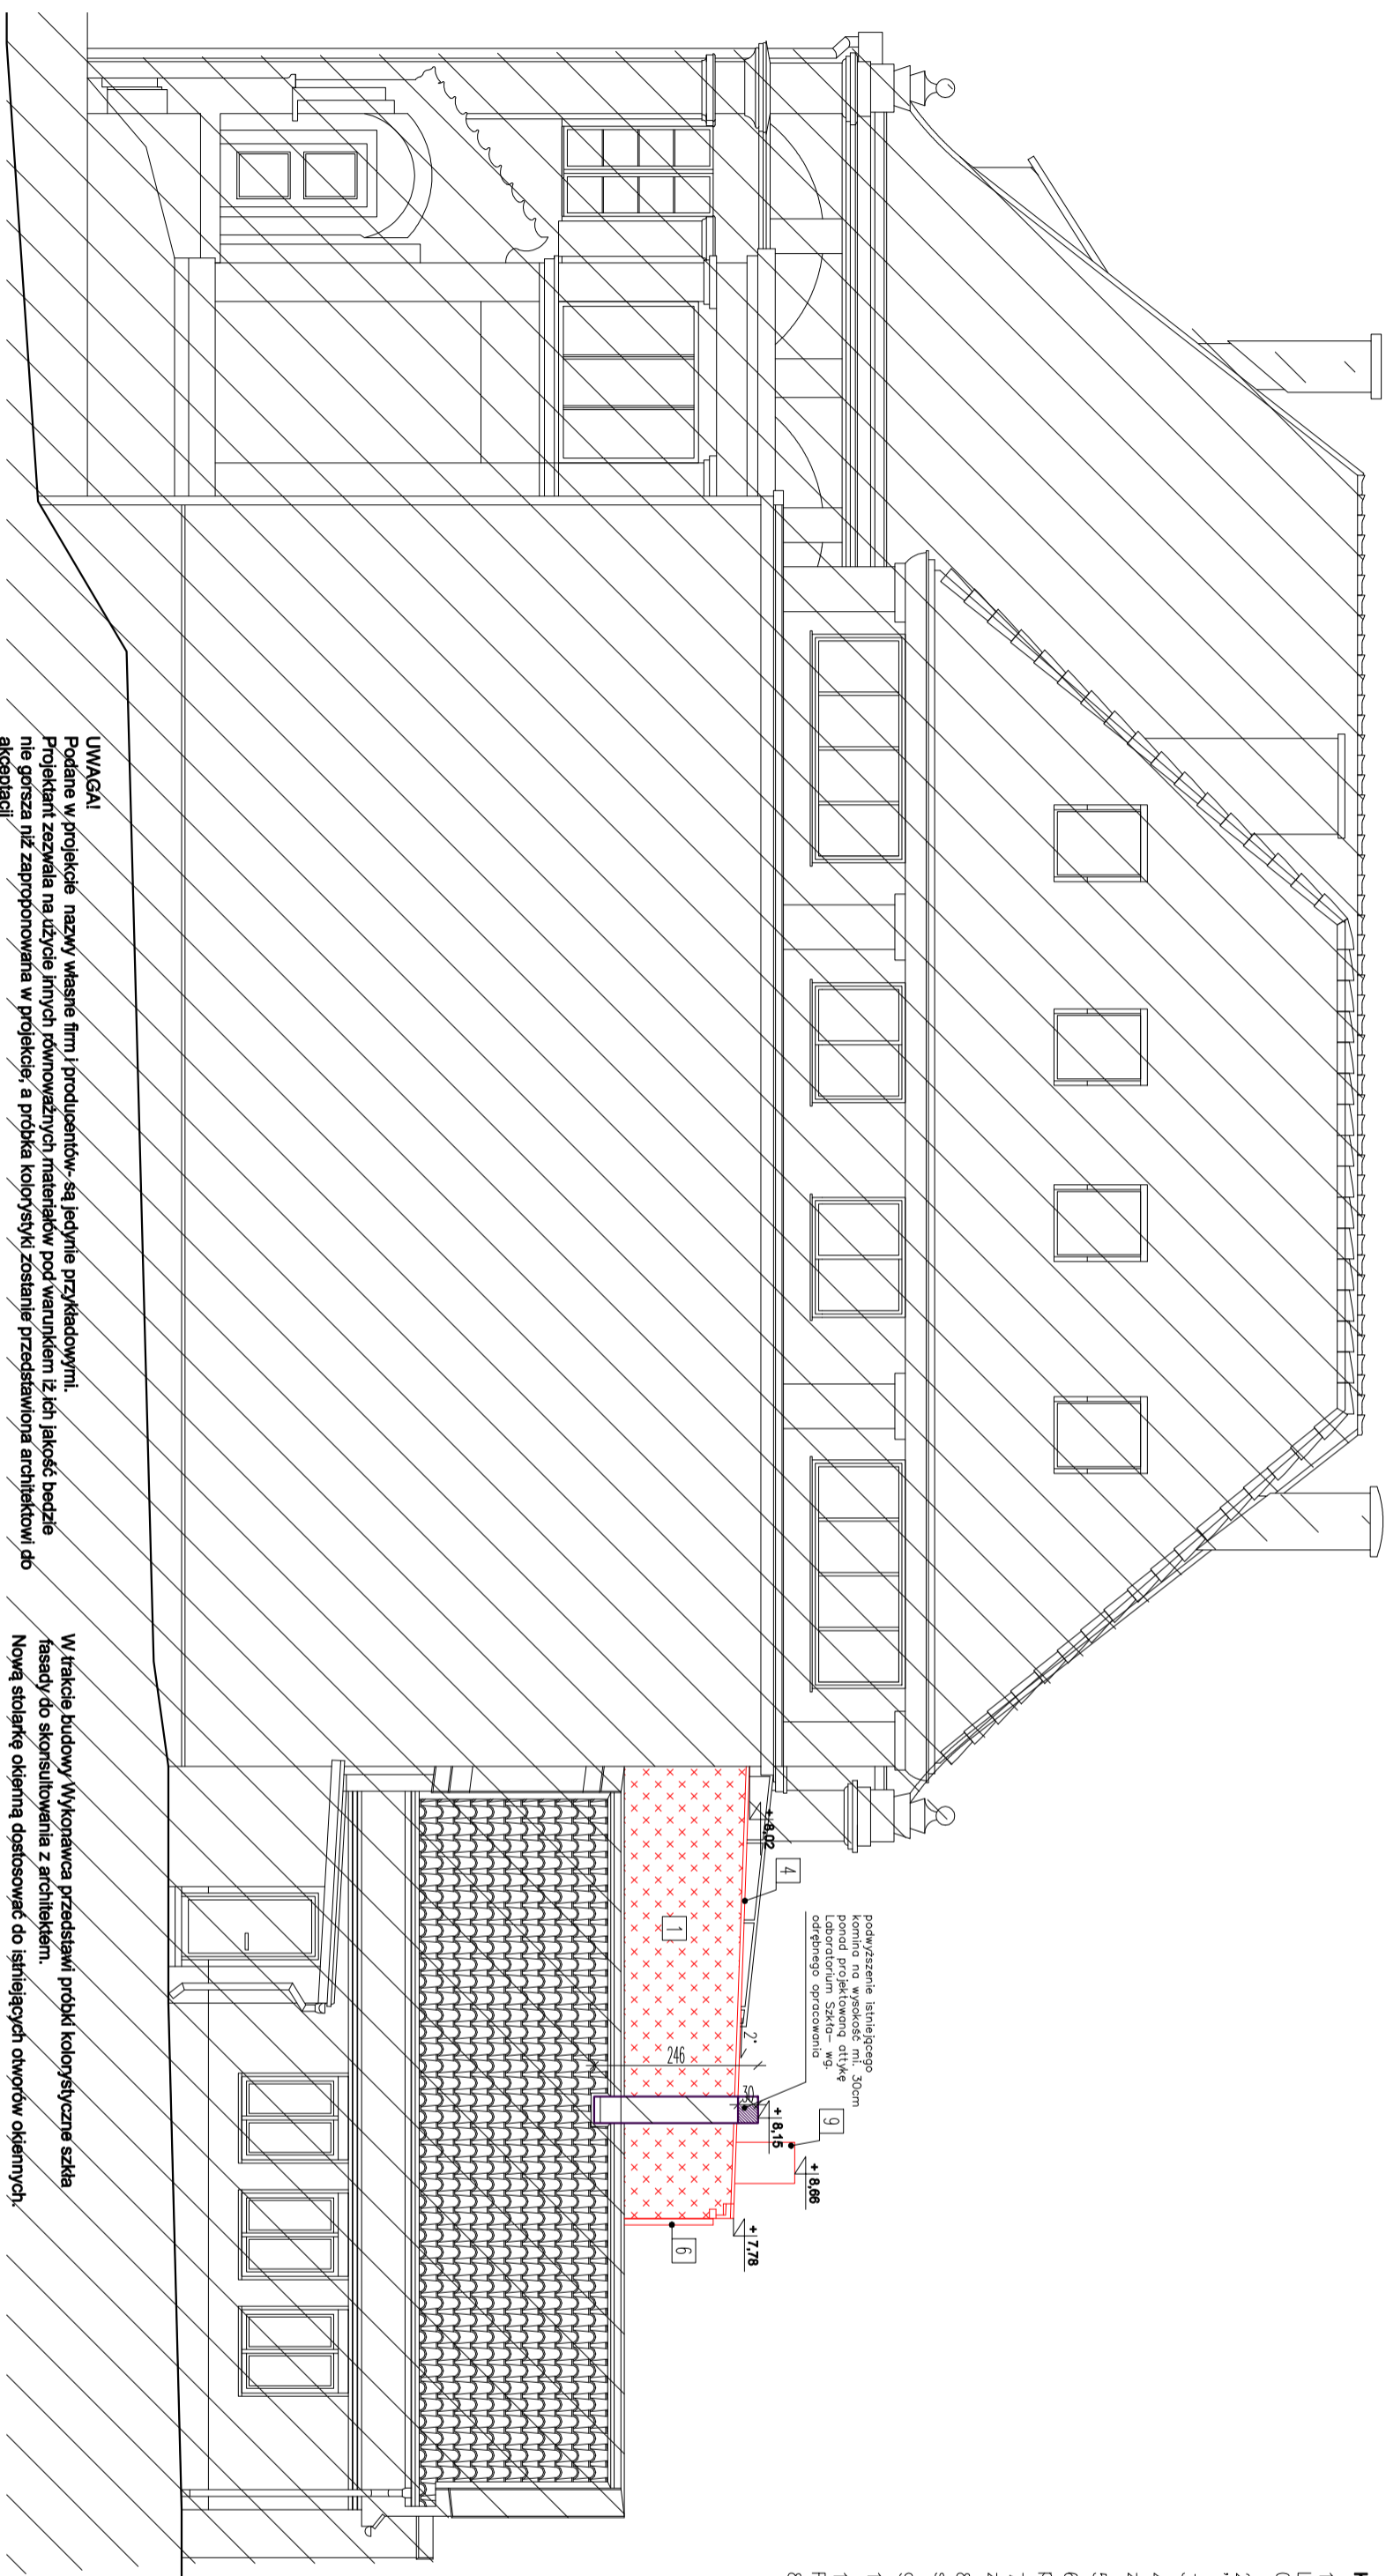 podwyższenie istniejącego
komina na wysokość mi. 30cm
ponad projektowaną attykę
Laboratorium Szkła– wg.
odrębnego opracowania
4
9
1
6
+8,02
+8,15
+8,66
+7,78
2°
246
30
UWAGA!
Podane w projekcie nazwy własne firm i producentów- są jedynie przykładowymi.
Projektant zezwala na użycie innych równoważnych materiałów pod warunkiem iż ich jakość bedzie
nie gorsza niż zaproponowana w projekcie, a próbka kolorystyki zostanie przedstawiona architektowi do
akceptacji
W trakcie budowy Wykonawca przedstawi próbki kolorystyczne szkła
fasady do skonsultowania z architektem.
Nową stolarkę okienną dostosować do istniejących otworów okiennych.